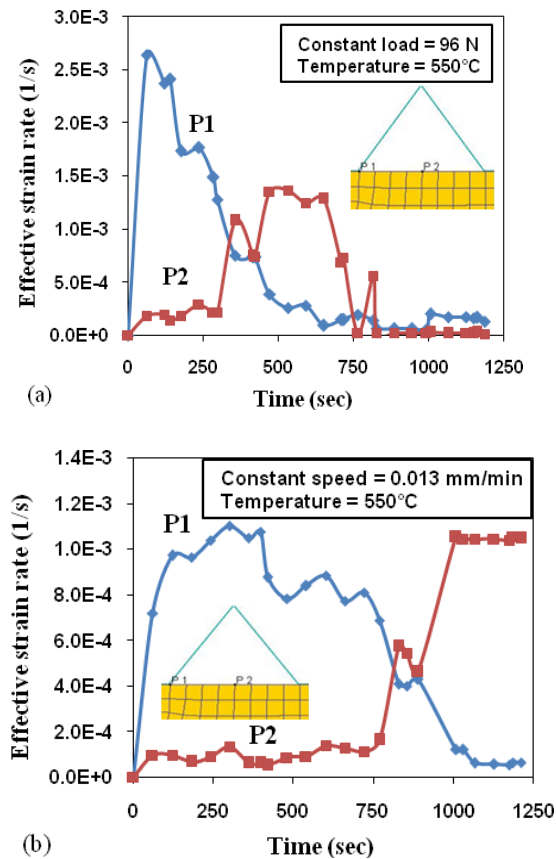 3.0E-3
2.5E-3
2.0E-3
1.5E-3
1.0E-3
5.0E-4
0.0E+0
Effective strain rate (1/s)
Constant load = 96 N
Temperature = 550°C
P1
P 1
P 2
P2
0
250
500
750
1000
1250
Time (sec)
(a)
1.4E-3
1.2E-3
1.0E-3
8.0E-4
6.0E-4
4.0E-4
2.0E-4
0.0E+0
Effective strain rate (1/s)
Constant speed = 0.013 mm/min
Temperature = 550°C
P1
P 1
P 2
P2
0
250
500
750
1000
1250
Time (sec)
(b)